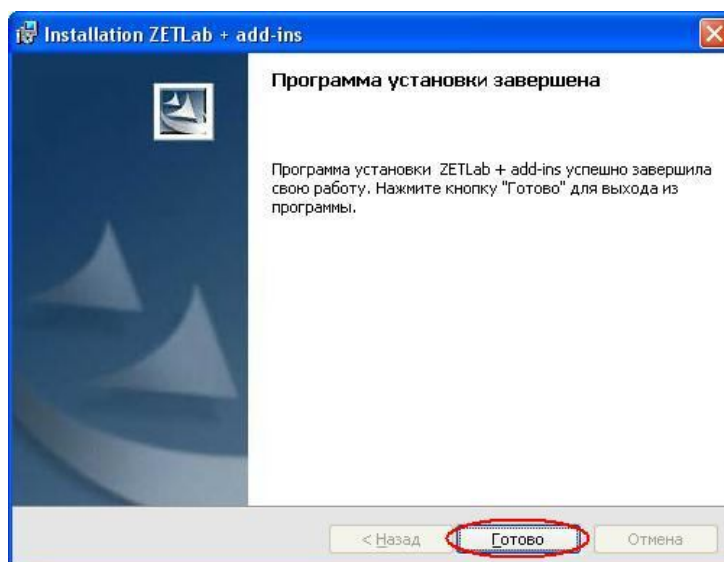 Installation ZETLab + add-ins
Программа установки завершена
Программа установки ZETLab + add-ins успешно завершила
свою работу. Нажмите кнопку "Готово" для выхода из
программы.
< Назад Готово Отмена